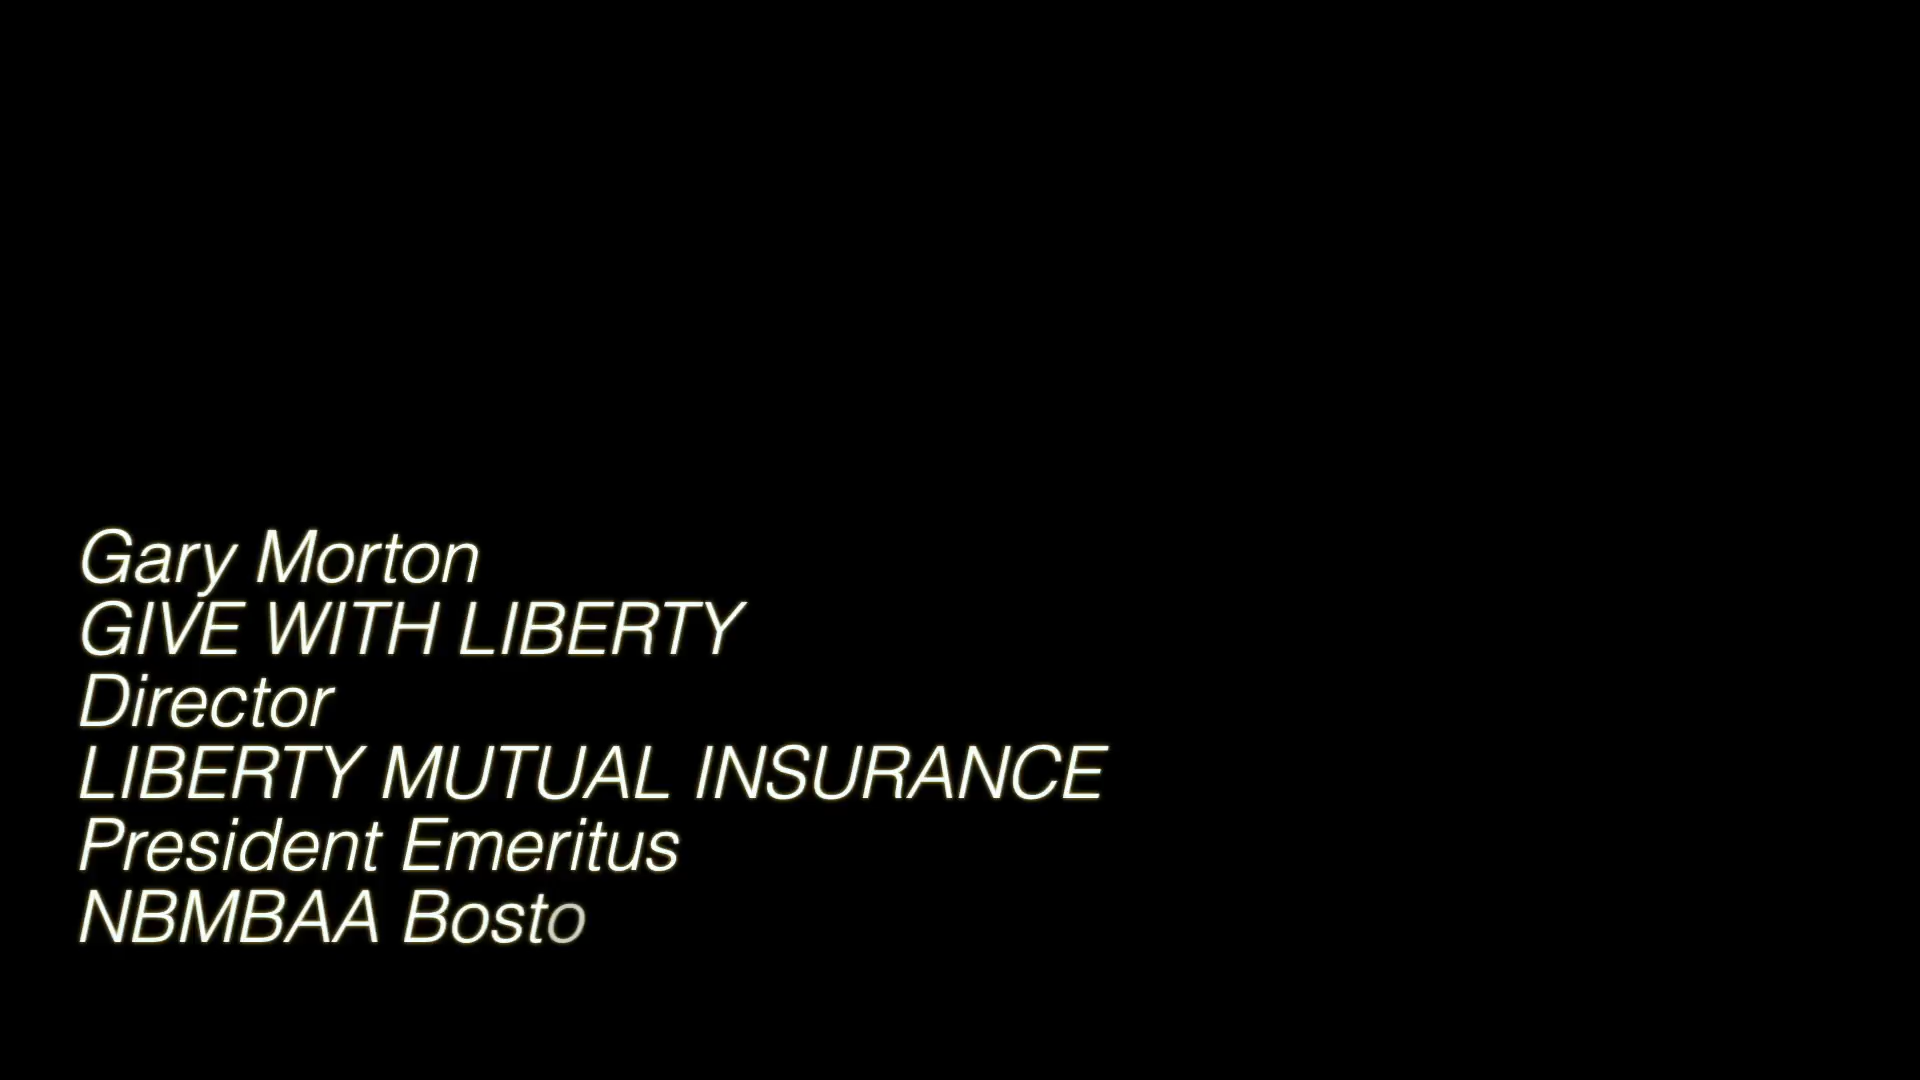 Gary Morton
GIVE WITH LIBERTY
Director
LIBERTY MUTUAL INSURANCE
President Emeritus
NBMBAA Bosto